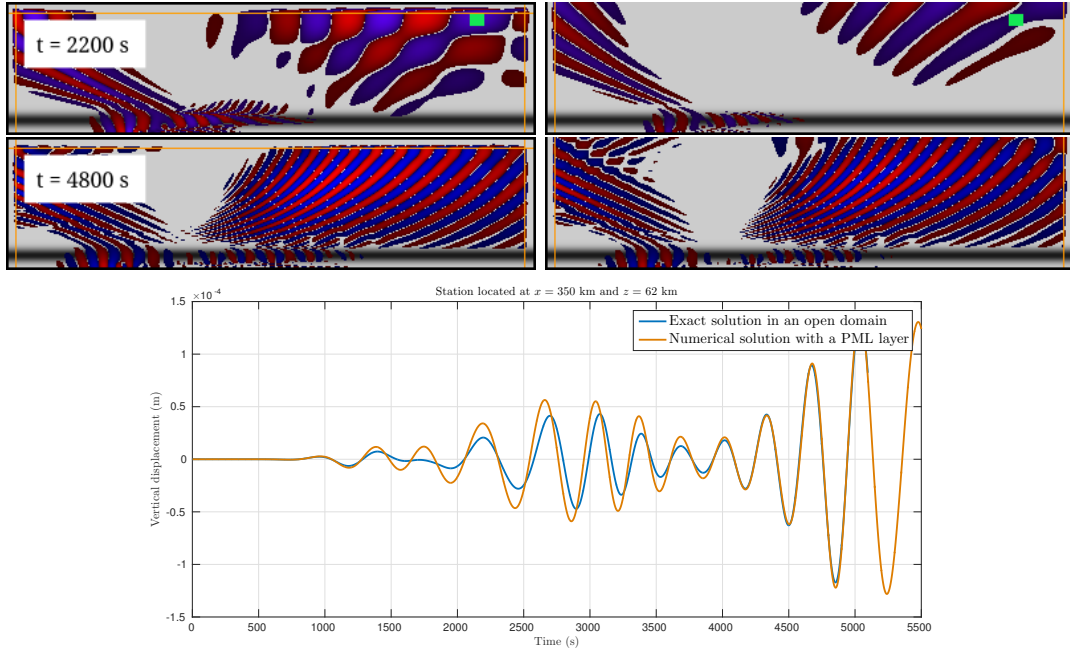 t = 2200 s
t = 4800 s
Station located at x = 350 km and z = 62 km
×10⁻⁴
1.5
1
0.5
0
-0.5
-1
-1.5
Vertical displacement (m)
Exact solution in an open domain
Numerical solution with a PML layer
0 500 1000 1500 2000 2500 3000 3500 4000 4500 5000 5500
Time (s)